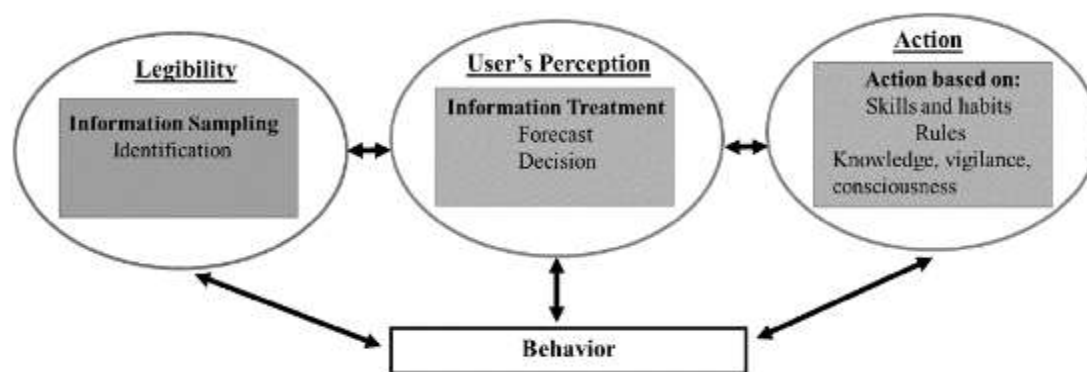 Legibility
Information Sampling
Identification
User's Perception
Information Treatment
Forecast
Decision
Action
Action based on:
Skills and habits
Rules
Knowledge, vigilance,
consciousness
Behavior